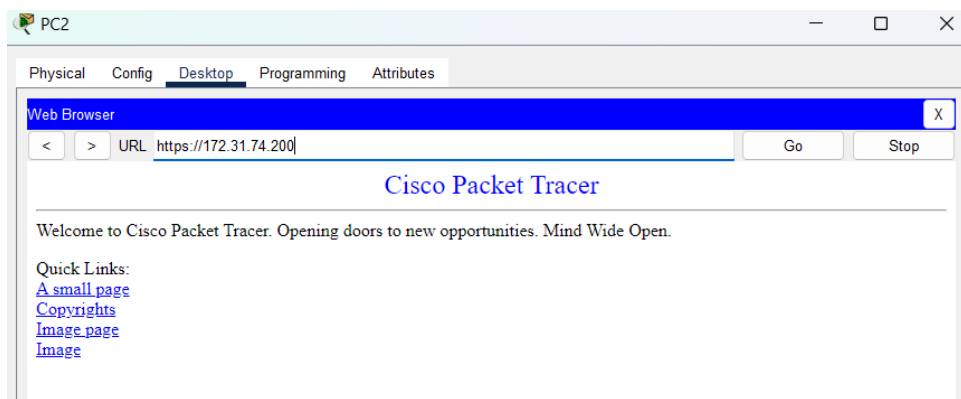 PC2
Physical Config Desktop Programming Attributes
Web Browser X
< > URL https://172.31.74.200 Go Stop
Cisco Packet Tracer
Welcome to Cisco Packet Tracer. Opening doors to new opportunities. Mind Wide Open.
Quick Links:
A small page
Copyrights
Image page
Image